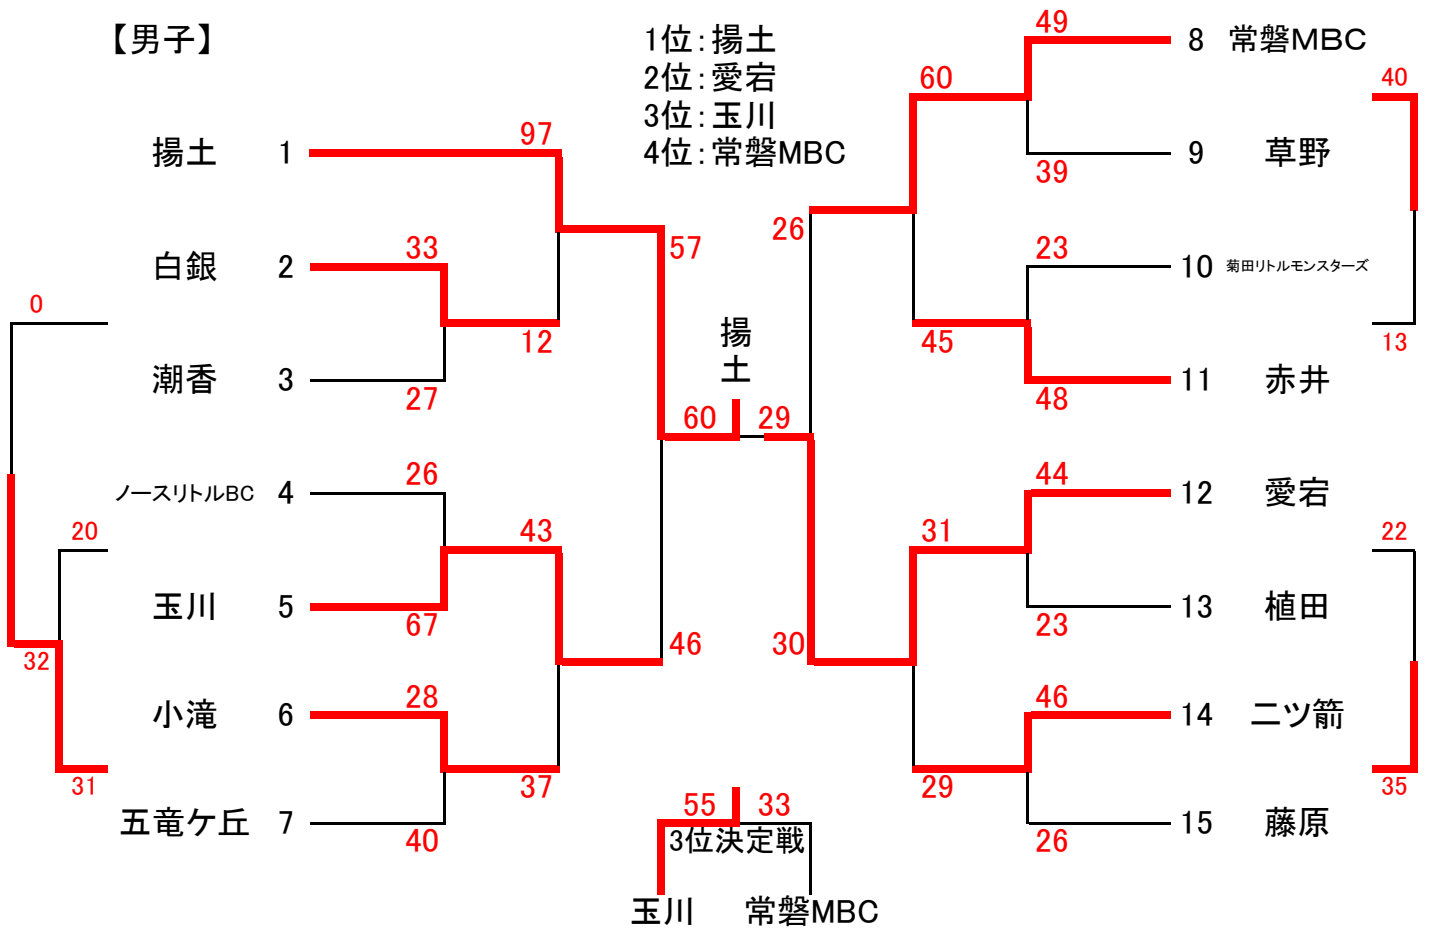 【男子】
1位:揚土
2位:愛宕
3位:玉川
4位:常磐MBC
97
揚土 1
33
白銀 2
0
12
潮香 3
27
26
ノースリトルBC 4
20
43
玉川 5
67
32
28
小滝 6
31
37
五竜ケ丘 7
40
57
46
揚
土
60 29
26
30
49
8 常磐MBC
60
40
9 草野
39
23
10 菊田リトルモンスターズ
45
13
11 赤井
48
44
12 愛宕
31
22
13 植田
23
46
14 二ツ箭
29
35
15 藤原
26
55 33
3位決定戦
玉川 常磐MBC